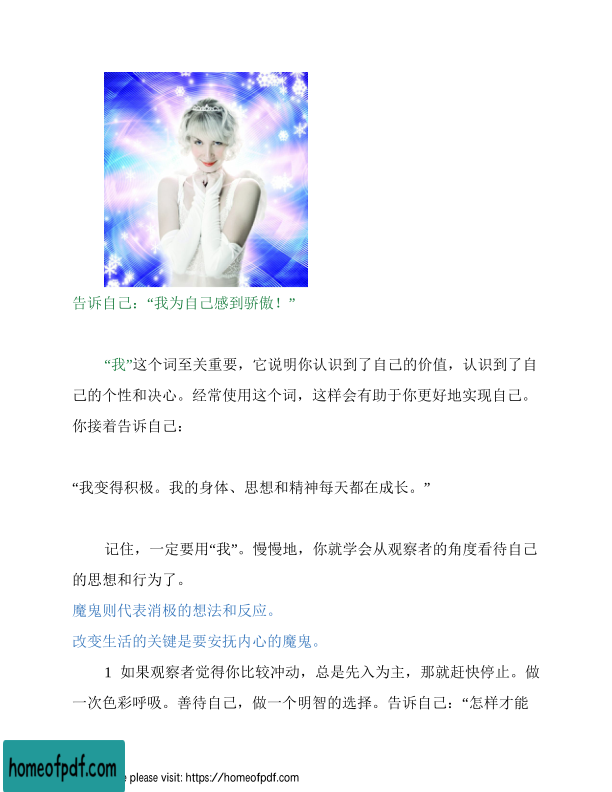 告诉自己：“我为自己感到骄傲！”
“我”这个词至关重要，它说明你认识到了自己的价值，认识到了自
己的个性和决心。经常使用这个词，这样会有助于你更好地实现自己。
你接着告诉自己：
“我变得积极。我的身体、思想和精神每天都在成长。”
记住，一定要用“我”。慢慢地，你就学会从观察者的角度看待自己
的思想和行为了。
魔鬼则代表消极的想法和反应。
改变生活的关键是要安抚内心的魔鬼。
1 如果观察者觉得你比较冲动，总是先入为主，那就赶快停止。做
一次色彩呼吸。善待自己，做一个明智的选择。告诉自己：“怎样才能
homeofpdf.com
e please visit: https://homeofpdf.com